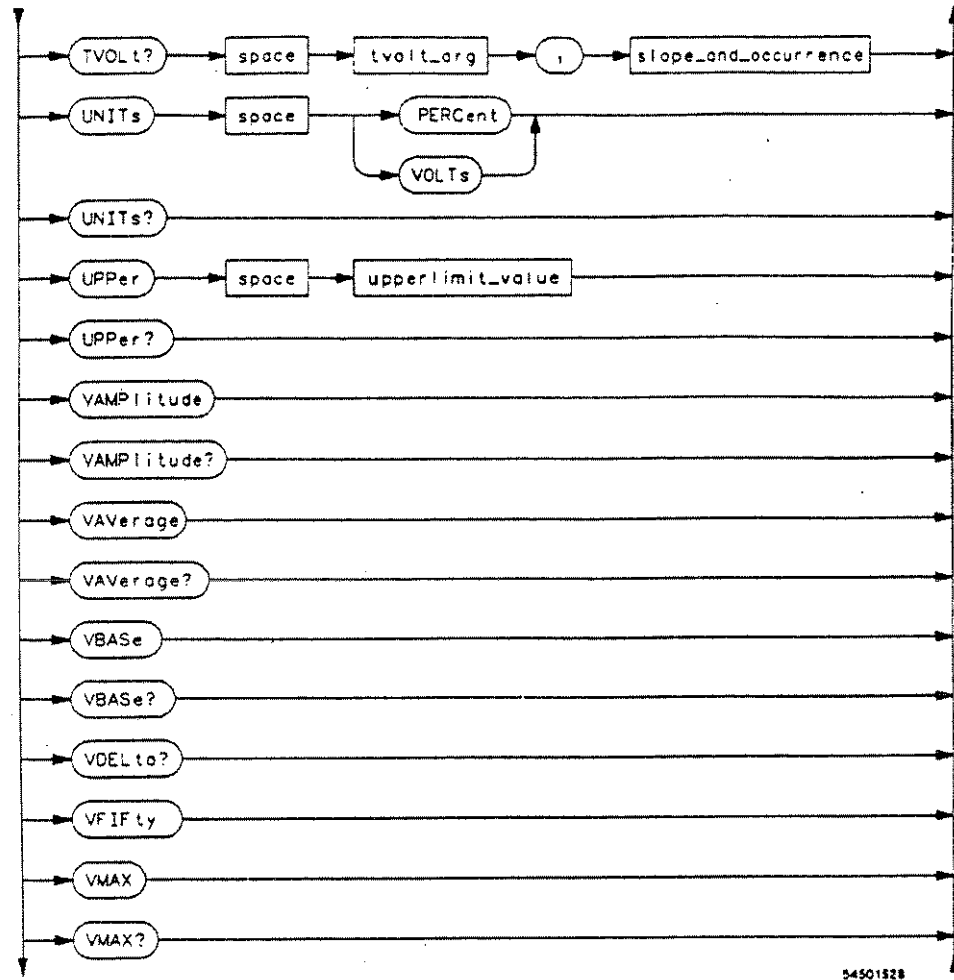 TVOLt? space tvolt_arg , slope_and_occurrence
UNITs space PERCent
VOLTs
UNITs?
UPPer space upperlimit_value
UPPer?
VAMPlitude
VAMPlitude?
VAVerage
VAVerage?
VBASe
VBASe?
VDELta?
VFIFty
VMAX
VMAX?
54501S28